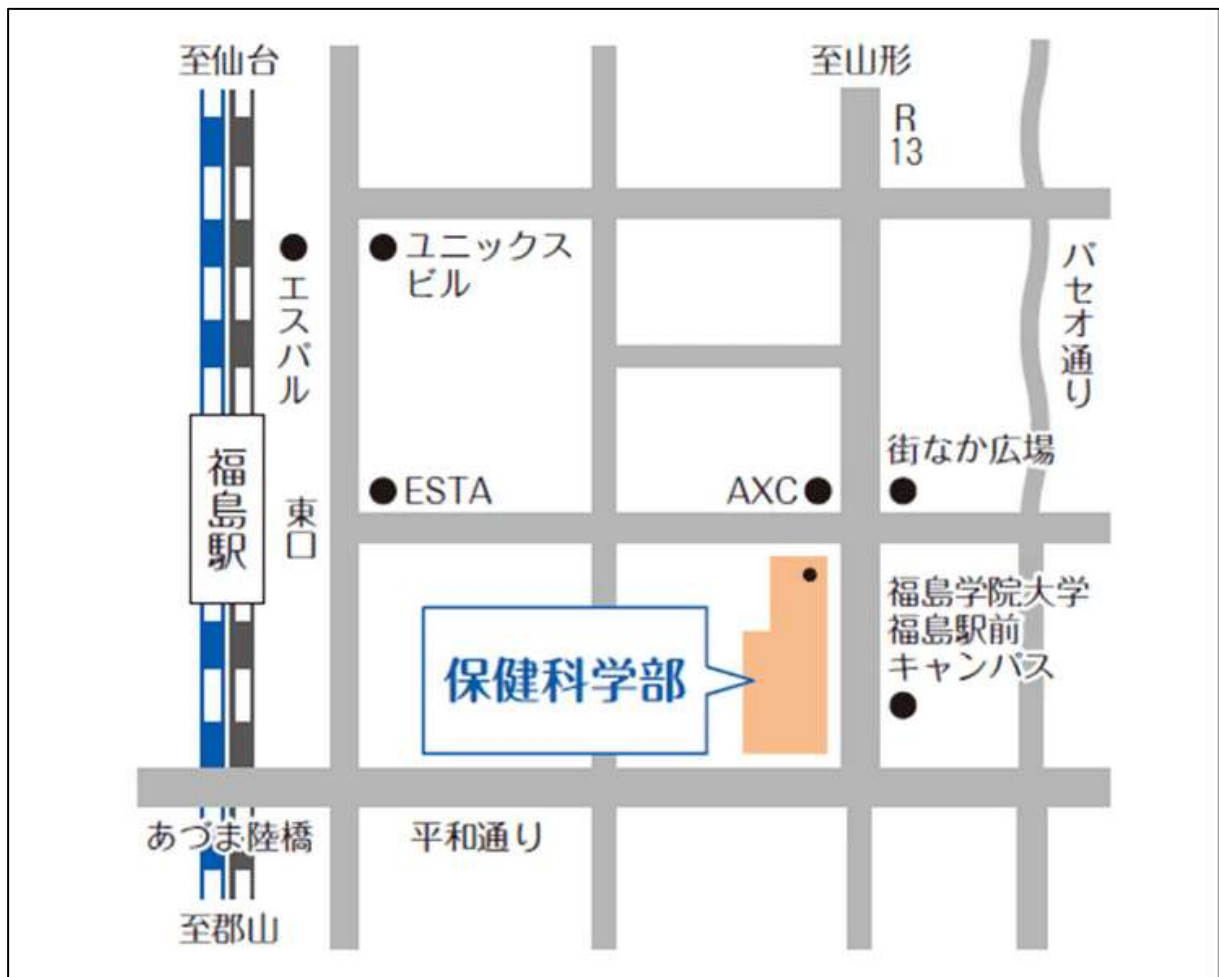 至仙台
至山形
R
13
エスパル
ユニックス
ビル
パセオ通り
福島駅
東口
ESTA
AXC
街なか広場
福島学院大学
福島駅前
キャンパス
保健科学部
あづま陸橋
平和通り
至郡山